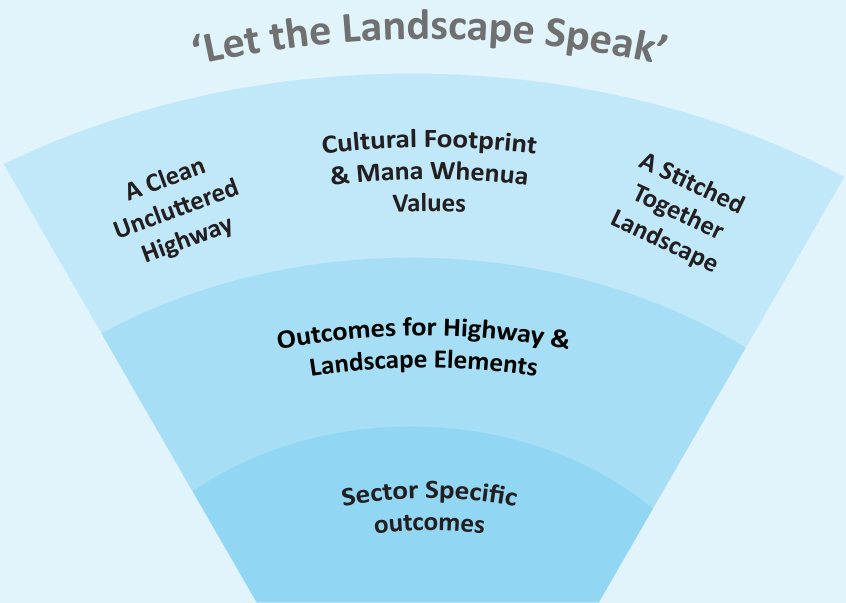 ‘Let the Landscape Speak’
A Clean
Uncluttered
Highway
Cultural Footprint
& Mana Whenua
Values
A Stitched
Together
Landscape
Outcomes for Highway &
Landscape Elements
Sector Specific
outcomes